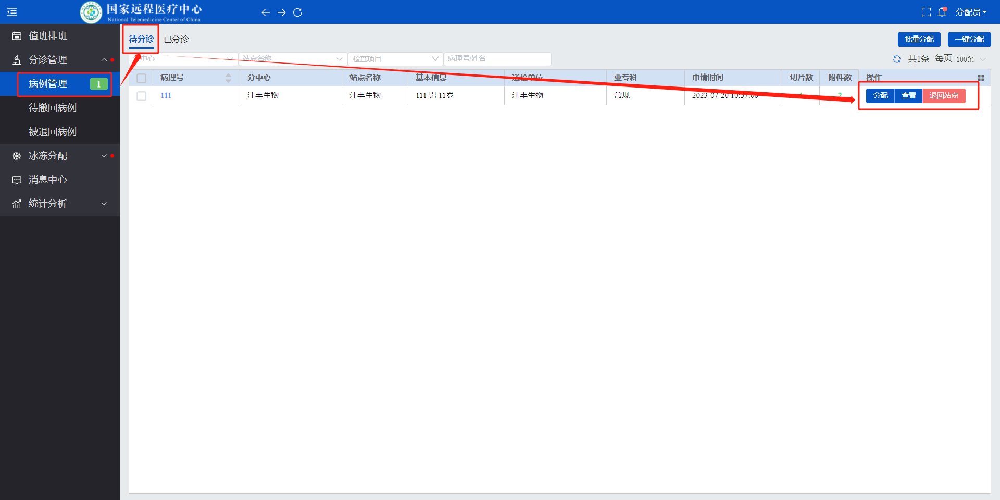 国家远程医疗中心
National Telemedicine Center of China
分配员
值班排班
分诊管理
病例管理 1
待撤回病例
被退回病例
冰冻分配
消息中心
统计分析
待分诊 已分诊
批量分配 一键分配
中心 站点名称 检查项目 病理号/姓名
共1条 每页 100条
病理号 分中心 站点名称 基本信息 送检单位 亚专科 申请时间 切片数 附件数 操作
111 江丰生物 江丰生物 111 男 11岁 江丰生物 常规 2023-07-20 10:37:06 1 2 分配 查看 退回站点